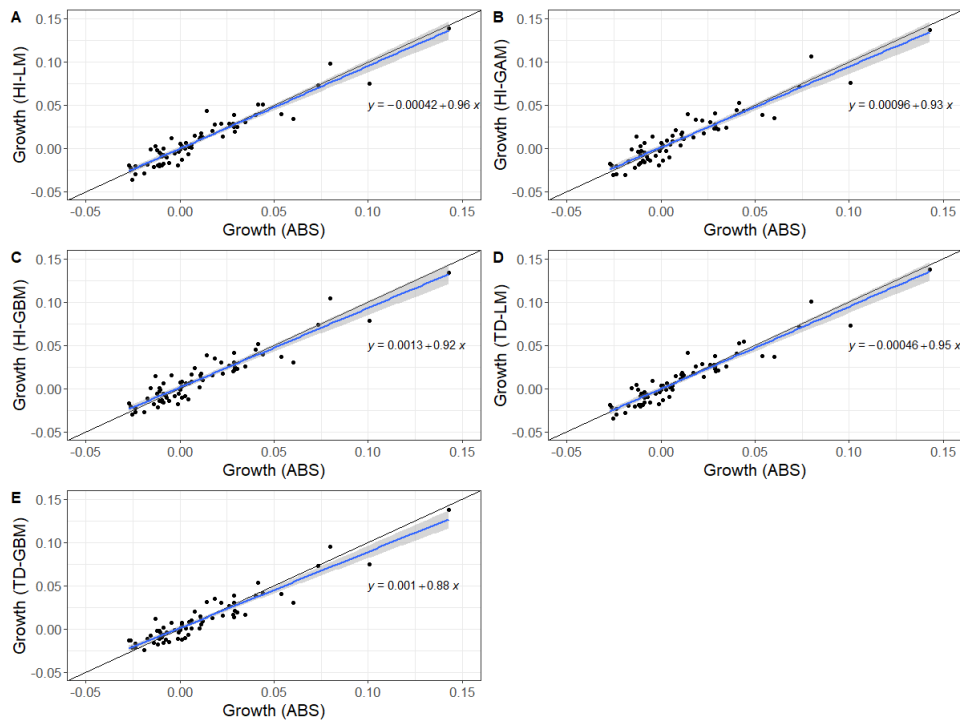 A
0.15
0.10
0.05
0.00
-0.05
Growth (HI-LM)
y = −0.00042 + 0.96 x
-0.05 0.00 0.05 0.10 0.15
Growth (ABS)
B
0.15
0.10
0.05
0.00
-0.05
Growth (HI-GAM)
y = 0.00096 + 0.93 x
-0.05 0.00 0.05 0.10 0.15
Growth (ABS)
C
0.15
0.10
0.05
0.00
-0.05
Growth (HI-GBM)
y = 0.0013 + 0.92 x
-0.05 0.00 0.05 0.10 0.15
Growth (ABS)
D
0.15
0.10
0.05
0.00
-0.05
Growth (TD-LM)
y = −0.00046 + 0.95 x
-0.05 0.00 0.05 0.10 0.15
Growth (ABS)
E
0.15
0.10
0.05
0.00
-0.05
Growth (TD-GBM)
y = 0.001 + 0.88 x
-0.05 0.00 0.05 0.10 0.15
Growth (ABS)